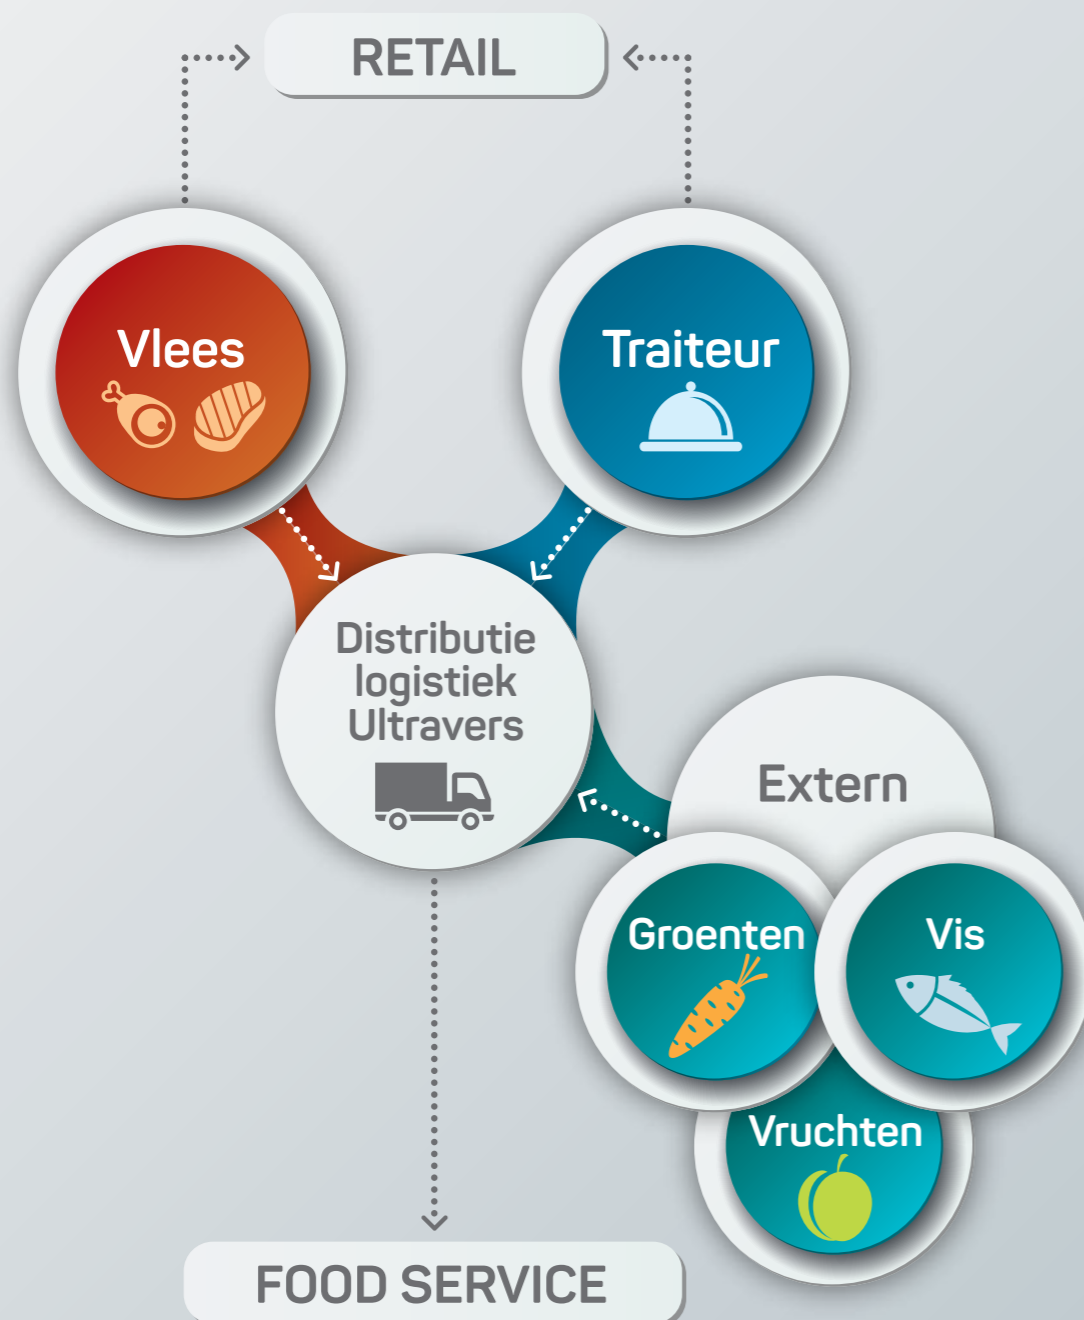 RETAIL
Vlees
Traiteur
Distributie
logistiek
Ultravers
Extern
Groenten
Vis
Vruchten
FOOD SERVICE